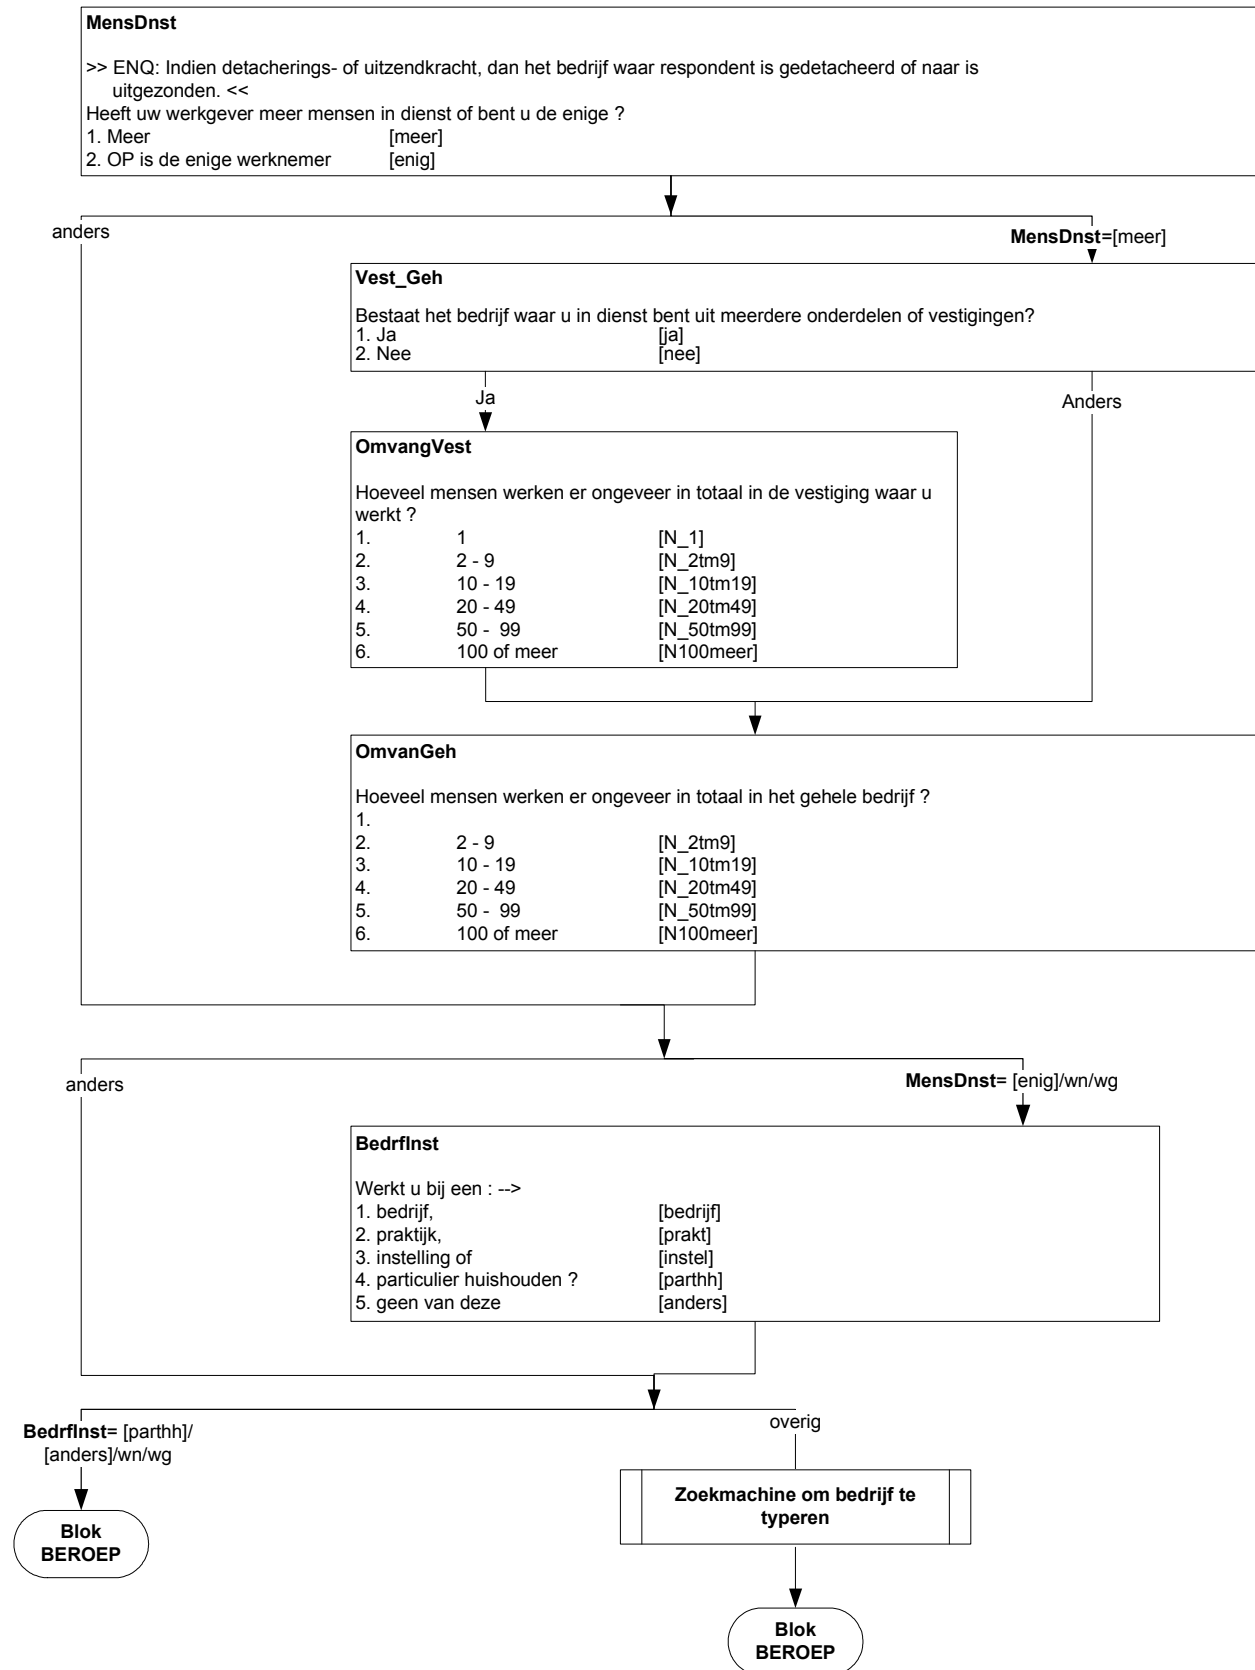 MensDnst
>> ENQ: Indien detacherings- of uitzendkracht, dan het bedrijf waar respondent is gedetacheerd of naar is
uitgezonden. <<
Heeft uw werkgever meer mensen in dienst of bent u de enige ?
1. Meer [meer]
2. OP is de enige werknemer [enig]
anders
MensDnst=[meer]
Vest_Geh
Bestaat het bedrijf waar u in dienst bent uit meerdere onderdelen of vestigingen?
1. Ja [ja]
2. Nee [nee]
Ja
Anders
OmvangVest
Hoeveel mensen werken er ongeveer in totaal in de vestiging waar u
werkt ?
1. 1 [N_1]
2. 2 - 9 [N_2tm9]
3. 10 - 19 [N_10tm19]
4. 20 - 49 [N_20tm49]
5. 50 - 99 [N_50tm99]
6. 100 of meer [N100meer]
OmvanGeh
Hoeveel mensen werken er ongeveer in totaal in het gehele bedrijf ?
1.
2. 2 - 9 [N_2tm9]
3. 10 - 19 [N_10tm19]
4. 20 - 49 [N_20tm49]
5. 50 - 99 [N_50tm99]
6. 100 of meer [N100meer]
anders
MensDnst= [enig]/wn/wg
BedrfInst
Werkt u bij een : -->
1. bedrijf, [bedrijf]
2. praktijk, [prakt]
3. instelling of [instel]
4. particulier huishouden ? [parthh]
5. geen van deze [anders]
BedrfInst= [parthh]/
[anders]/wn/wg
overig
Zoekmachine om bedrijf te
typeren
Blok
BEROEP
Blok
BEROEP